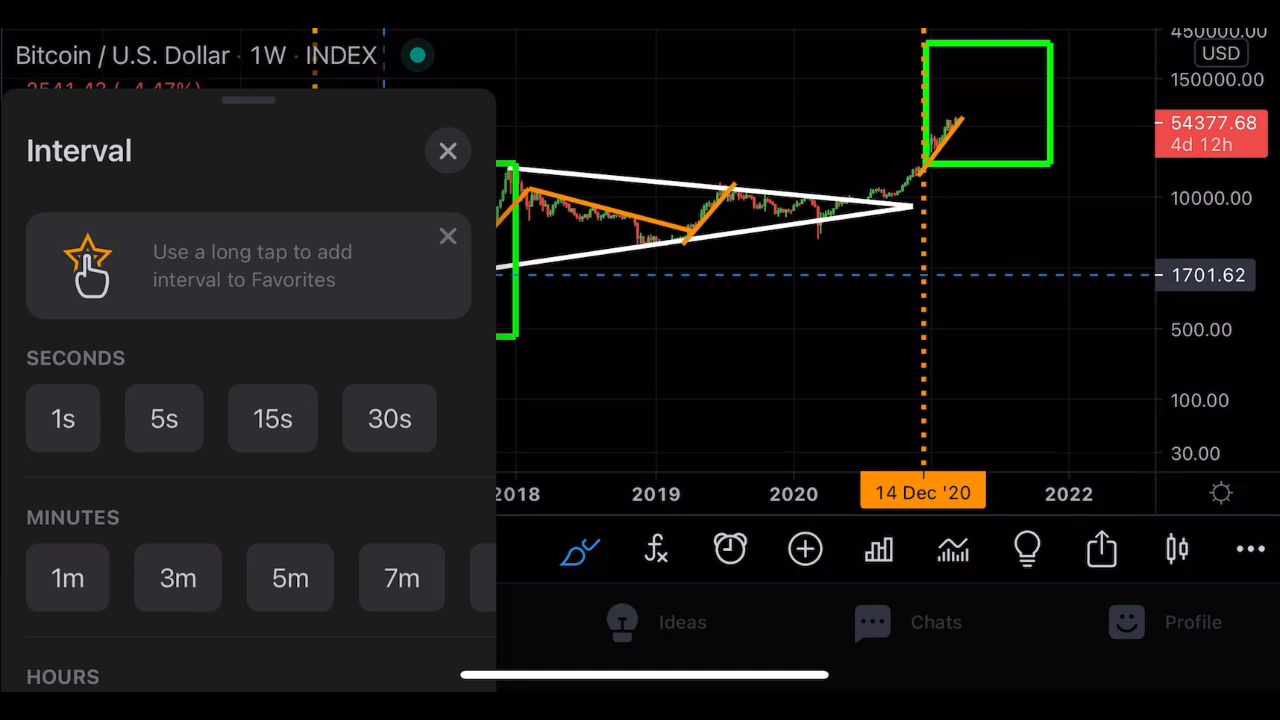 Bitcoin / U.S. Dollar · 1W · INDEX
450000.00
USD
150000.00
54377.68
4d 12h
10000.00
1701.62
500.00
100.00
30.00
Interval
Use a long tap to add
interval to Favorites
SECONDS
1s 5s 15s 30s
MINUTES
1m 3m 5m 7m
HOURS
2018 2019 2020 14 Dec '20 2022
Ideas Chats Profile